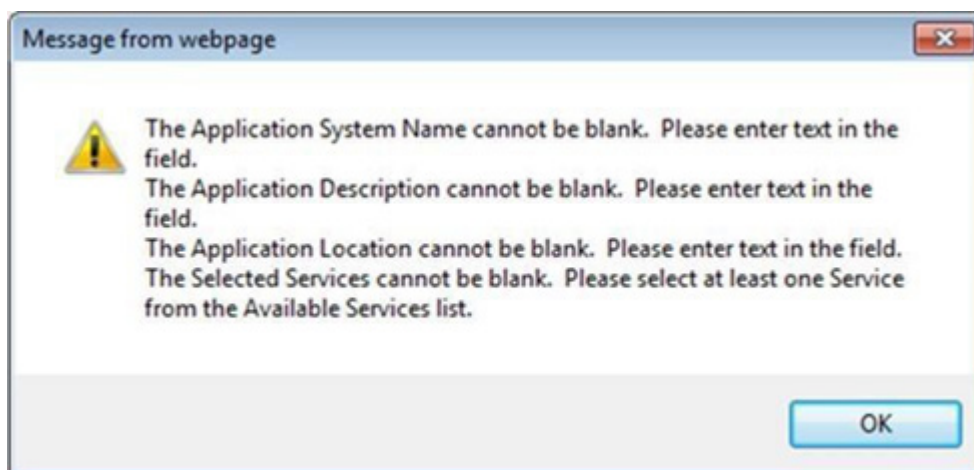 Message from webpage
The Application System Name cannot be blank.  Please enter text in the
field.
The Application Description cannot be blank.  Please enter text in the
field.
The Application Location cannot be blank.  Please enter text in the field.
The Selected Services cannot be blank.  Please select at least one Service
from the Available Services list.
OK